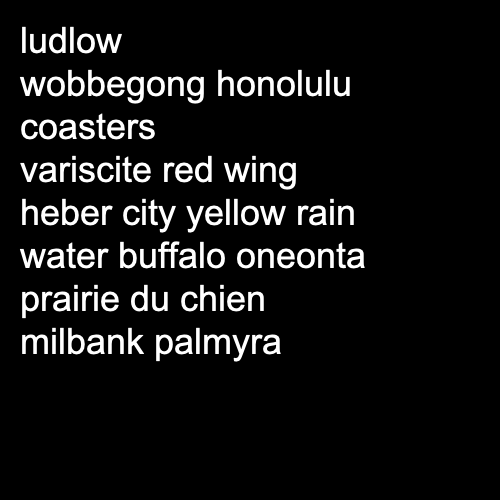 ludlow
wobbegong honolulu
coasters
variscite red wing
heber city yellow rain
water buffalo oneonta
prairie du chien
milbank palmyra